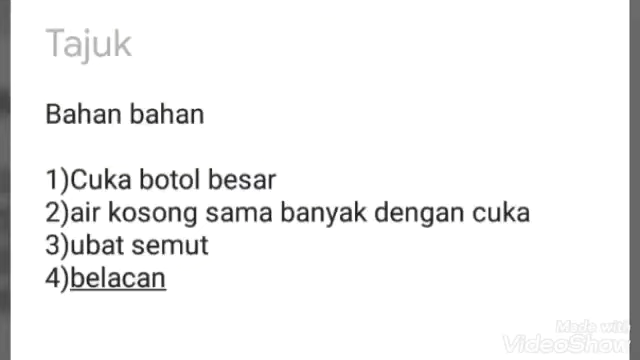 Tajuk
Bahan bahan
1)Cuka botol besar
2)air kosong sama banyak dengan cuka
3)ubat semut
4)belacan
Made with
VideoShow